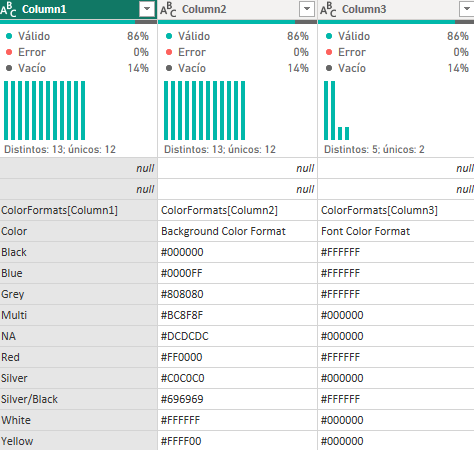 ABC Column1 ABC Column2 ABC Column3
Válido 86% Válido 86% Válido 86%
Error 0% Error 0% Error 0%
Vacío 14% Vacío 14% Vacío 14%
Distintos: 13; únicos: 12 Distintos: 13; únicos: 12 Distintos: 5; únicos: 2
null null null
null null null
ColorFormats[Column1] ColorFormats[Column2] ColorFormats[Column3]
Color Background Color Format Font Color Format
Black #000000 #FFFFFF
Blue #0000FF #FFFFFF
Grey #808080 #FFFFFF
Multi #BC8F8F #000000
NA #DCDCDC #000000
Red #FF0000 #FFFFFF
Silver #C0C0C0 #000000
Silver/Black #696969 #FFFFFF
White #FFFFFF #000000
Yellow #FFFF00 #000000